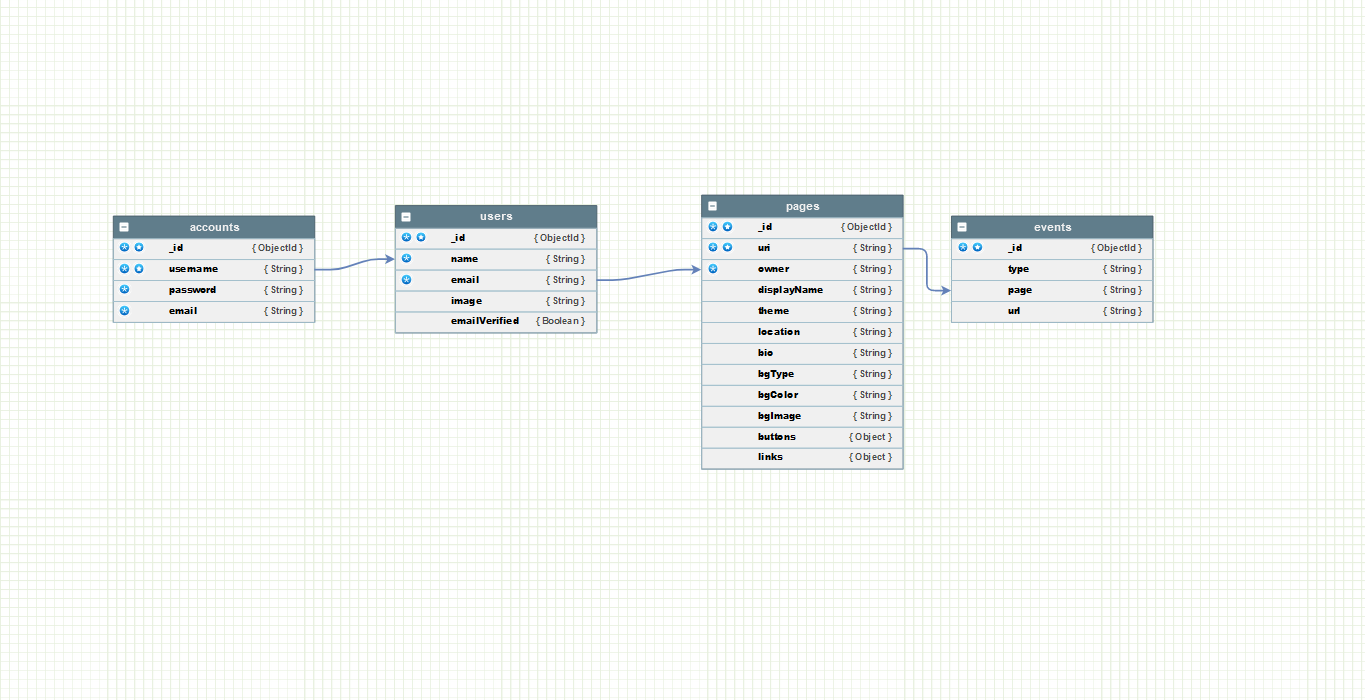 accounts
_id { ObjectId }
username { String }
password { String }
email { String }
users
_id { ObjectId }
name { String }
email { String }
image { String }
emailVerified { Boolean }
pages
_id { ObjectId }
uri { String }
owner { String }
displayName { String }
theme { String }
location { String }
bio { String }
bgType { String }
bgColor { String }
bgImage { String }
buttons { Object }
links { Object }
events
_id { ObjectId }
type { String }
page { String }
url { String }